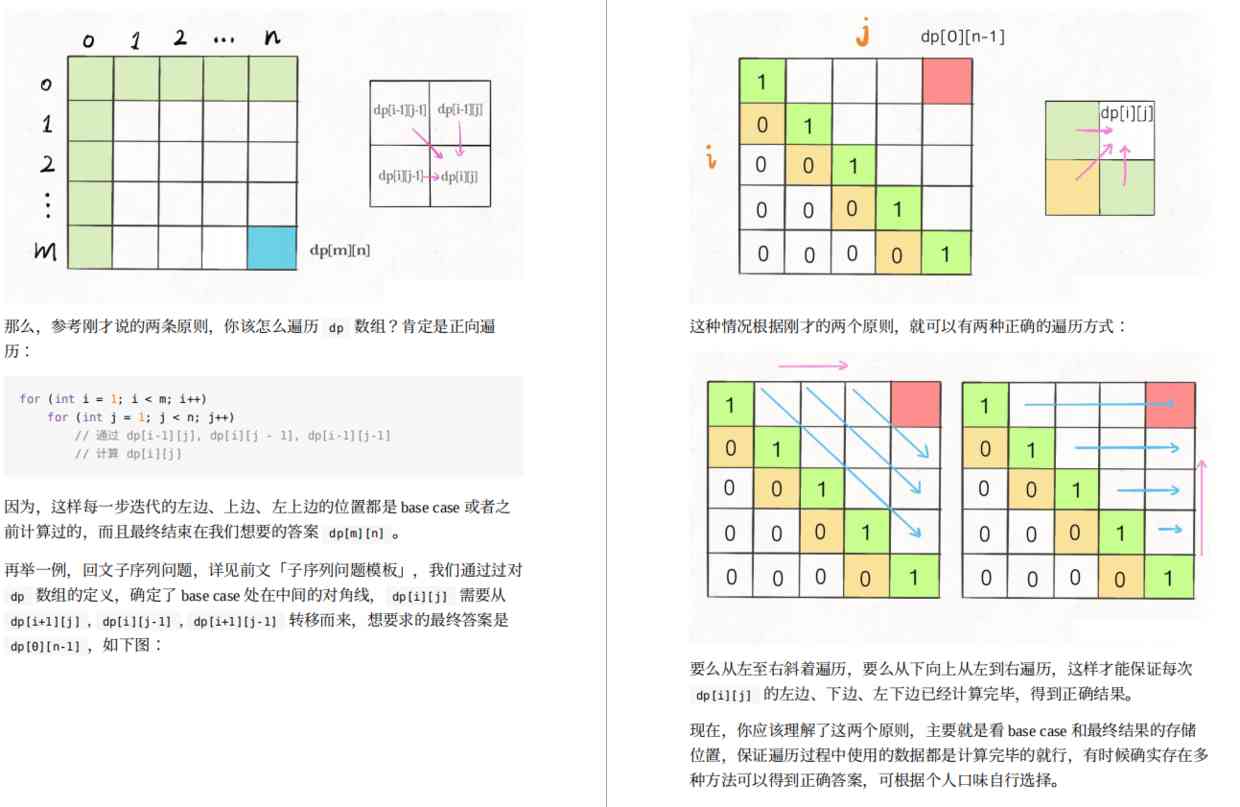 0 1 2 ... n
0
1
2
⋮
m
dp[i-1][j-1] dp[i-1][j]
dp[i][j-1] dp[i][j]
dp[m][n]
那么，参考刚才说的两条原则，你该怎么遍历 dp 数组？肯定是正向遍
历：
for (int i = 1; i < m; i++)
for (int j = 1; j < n; j++)
// 通过 dp[i-1][j], dp[i][j - 1], dp[i-1][j-1]
// 计算 dp[i][j]
因为，这样每一步迭代的左边、上边、左上边的位置都是 base case 或者之
前计算过的，而且最终结束在我们想要的答案 dp[m][n] 。
再举一例，回文子序列问题，详见前文「子序列问题模板」，我们通过过对
dp 数组的定义，确定了 base case 处在中间的对角线， dp[i][j] 需要从
dp[i+1][j] ，dp[i][j-1] ，dp[i+1][j-1] 转移而来，想要求的最终答案是
dp[0][n-1] ，如下图：
j dp[0][n-1]
i
1
0 1
0 0 1
0 0 0 1
0 0 0 0 1
dp[i][j]
这种情况根据刚才的两个原则，就可以有两种正确的遍历方式：
1
0 1
0 0 1
0 0 0 1
0 0 0 0 1
1
0 1
0 0 1
0 0 0 1
0 0 0 0 1
要么从左至右斜着遍历，要么从下向上从左到右遍历，这样才能保证每次
dp[i][j] 的左边、下边、左下边已经计算完毕，得到正确结果。
现在，你应该理解了这两个原则，主要就是看 base case 和最终结果的存储
位置，保证遍历过程中使用的数据都是计算完毕的就行，有时候确实存在多
种方法可以得到正确答案，可根据个人口味自行选择。